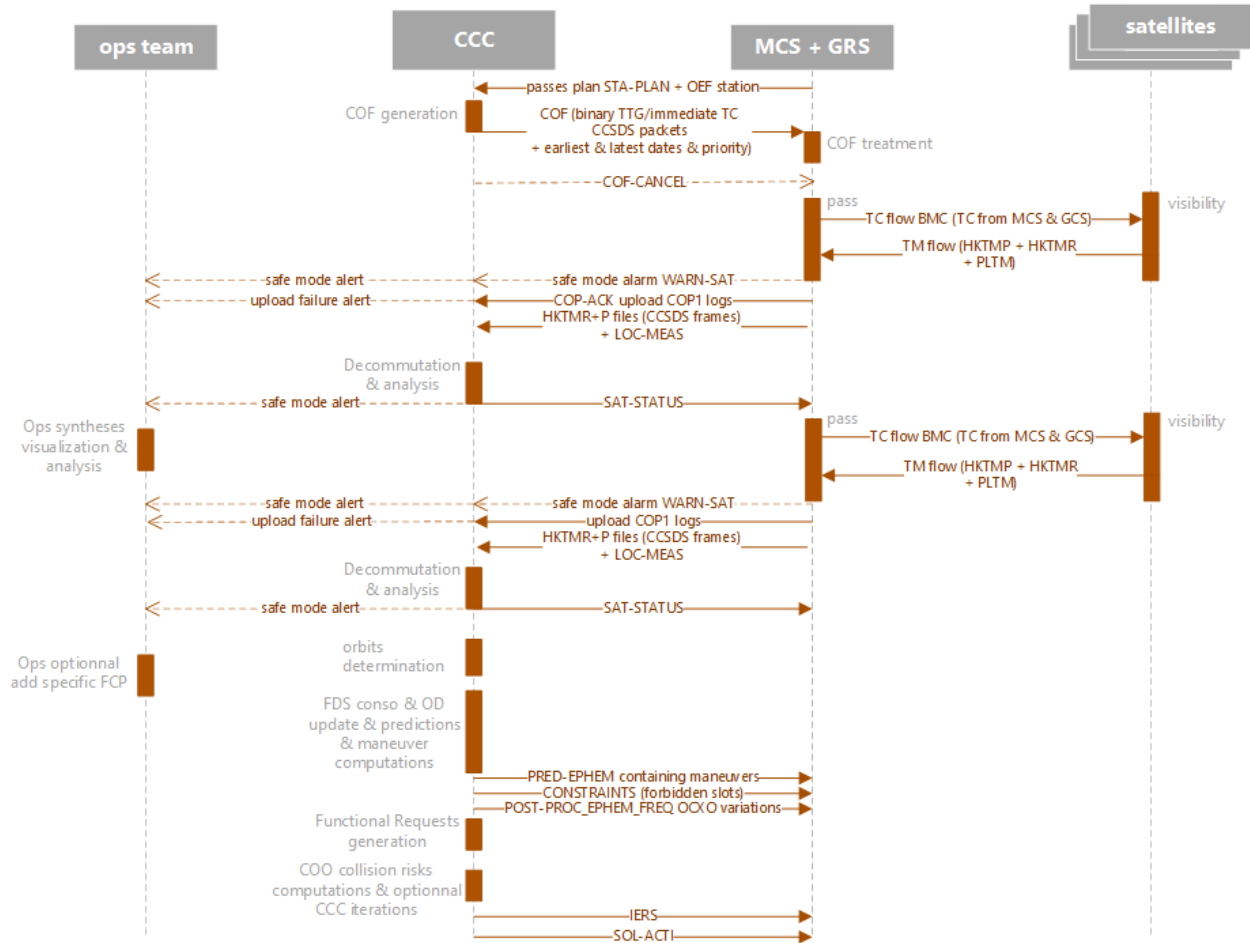 ops team
CCC
MCS + GRS
satellites
passes plan STA-PLAN + OEF station
COF generation
COF (binary TTG/immediate TC
CCSDS packets
+ earliest & latest dates & priority)
COF treatment
COF-CANCEL
pass
visibility
TC flow BMC (TC from MCS & GCS)
TM flow (HKTMP + HKTMR
+ PLTM)
safe mode alert
safe mode alarm WARN-SAT
upload failure alert
COP-ACK upload COP1 logs
HKTMR+P files (CCSDS frames)
+ LOC-MEAS
Decommutation
& analysis
safe mode alert
SAT-STATUS
Ops syntheses
visualization &
analysis
pass
visibility
TC flow BMC (TC from MCS & GCS)
TM flow (HKTMP + HKTMR
+ PLTM)
safe mode alert
safe mode alarm WARN-SAT
upload failure alert
upload COP1 logs
HKTMR+P files (CCSDS frames)
+ LOC-MEAS
Decommutation
& analysis
safe mode alert
SAT-STATUS
orbits
determination
Ops optionnal
add specific FCP
FDS conso & OD
update & predictions
& maneuver
computations
PRED-EPHEM containing maneuvers
CONSTRAINTS (forbidden slots)
POST-PROC_EPHEM_FREQ OCXO variations
Functional Requests
generation
COO collision risks
computations & optionnal
CCC iterations
IERS
SOL-ACTI